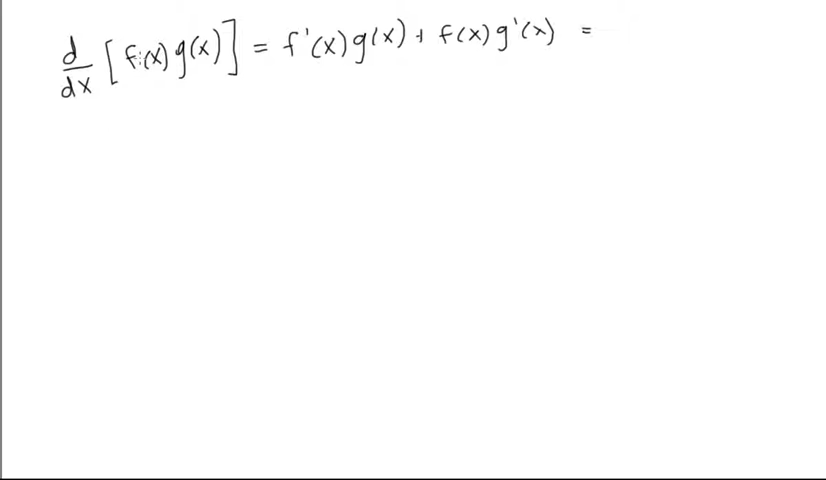 d/dx [f(x)g(x)] = f'(x)g(x) + f(x)g'(x) =